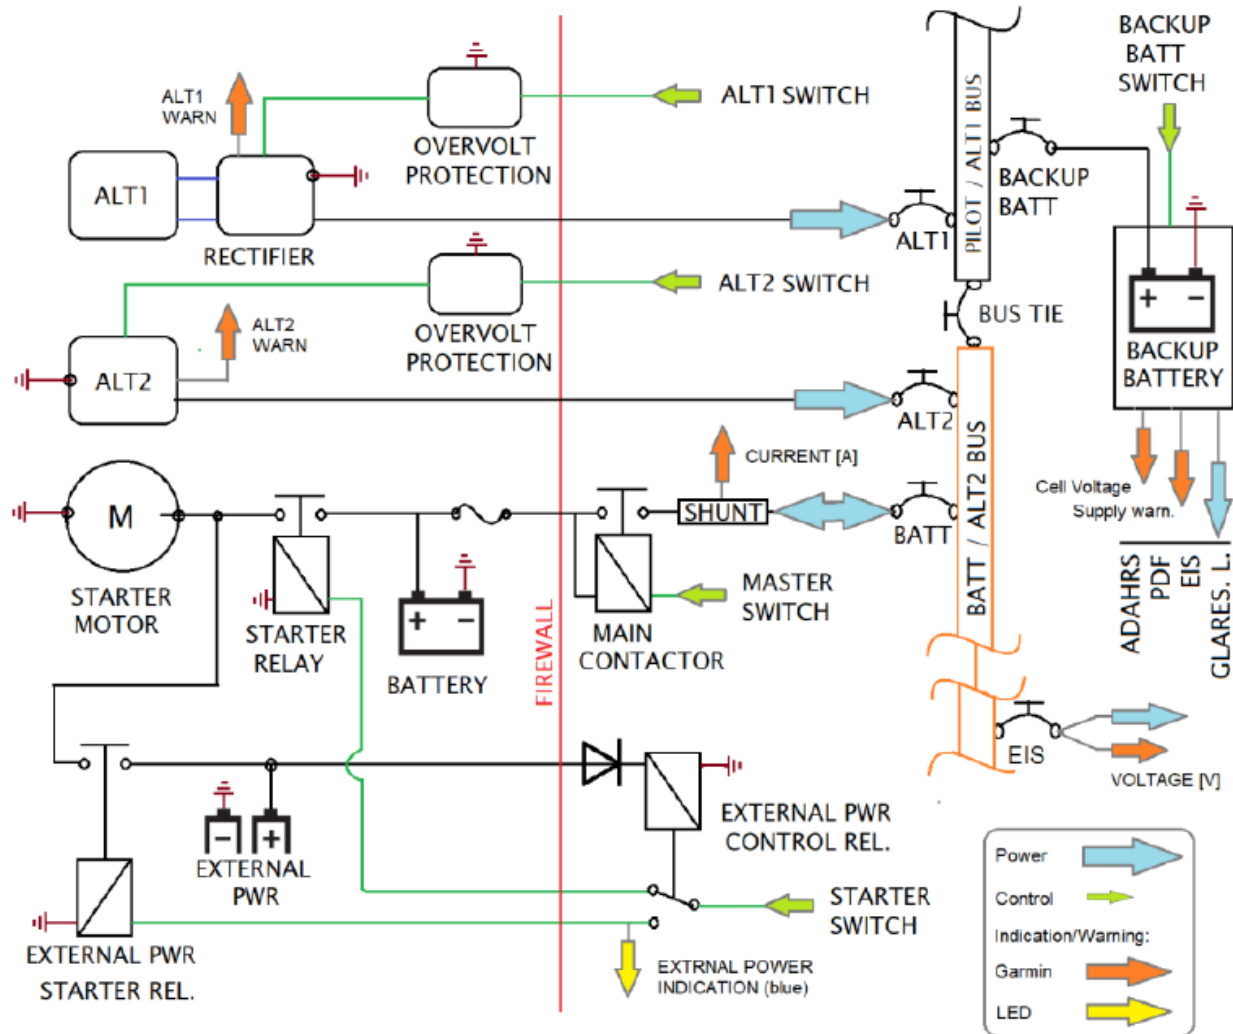 ALT1
WARN
ALT1
RECTIFIER
OVERVOLT
PROTECTION
ALT1 SWITCH
ALT1
PILOT / ALT1 BUS
BACKUP
BATT
BACKUP
BATT
SWITCH
+ -
BACKUP
BATTERY
ALT2
WARN
ALT2
OVERVOLT
PROTECTION
ALT2 SWITCH
BUS TIE
ALT2
BATT / ALT2 BUS
CURRENT [A]
SHUNT
BATT
Cell Voltage
Supply warn.
ADAHRS
PDF
EIS
GLARES. L.
M
STARTER
MOTOR
STARTER
RELAY
+ -
BATTERY
FIREWALL
MAIN
CONTACTOR
MASTER
SWITCH
EIS
VOLTAGE [V]
- +
EXTERNAL
PWR
EXTERNAL PWR
CONTROL REL.
STARTER
SWITCH
EXTERNAL PWR
STARTER REL.
EXTRNAL POWER
INDICATION (blue)
Power
Control
Indication/Warning:
Garmin
LED